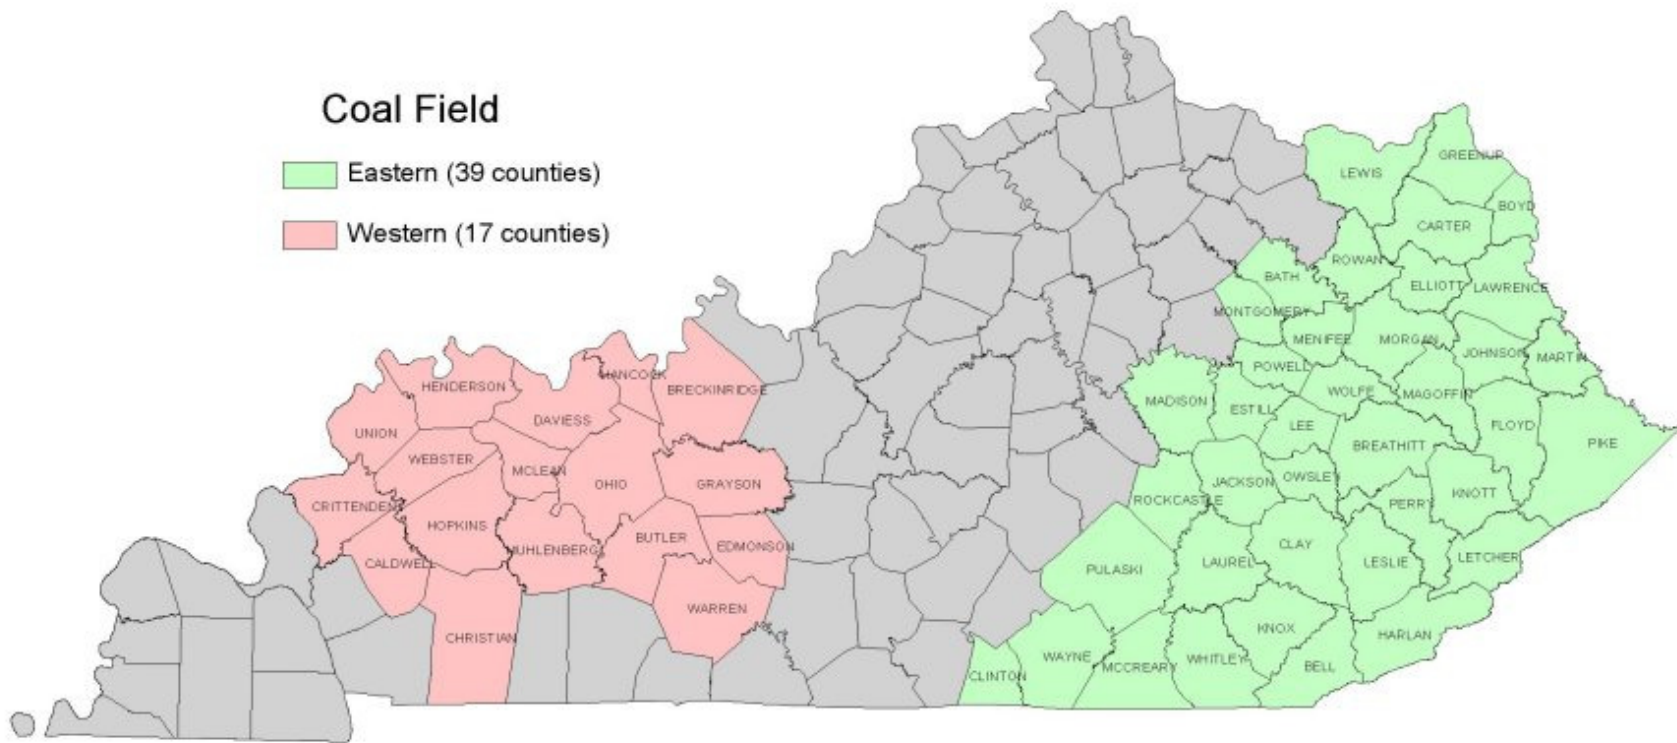 Coal Field
Eastern (39 counties)
Western (17 counties)
GREENUP
LEWIS
BOYD
CARTER
ROWAN
BATH
ELLIOTT
LAWRENCE
MONTGOMERY
MENIFEE
MORGAN
JOHNSON
MARTIN
POWELL
WOLFE
MAGOFFIN
MADISON
ESTILL
LEE
FLOYD
PIKE
BREATHITT
OWSLEY
JACKSON
ROCKCASTLE
PERRY
KNOTT
CLAY
LETCHER
LESLIE
LAUREL
PULASKI
KNOX
HARLAN
WAYNE
WHITLEY
BELL
MCCREARY
CLINTON
HANCOCK
HENDERSON
BRECKINRIDGE
DAVIESS
UNION
WEBSTER
MCLEAN
OHIO
GRAYSON
CRITTENDEN
HOPKINS
BUTLER
EDMONSON
MUHLENBERG
CALDWELL
WARREN
CHRISTIAN